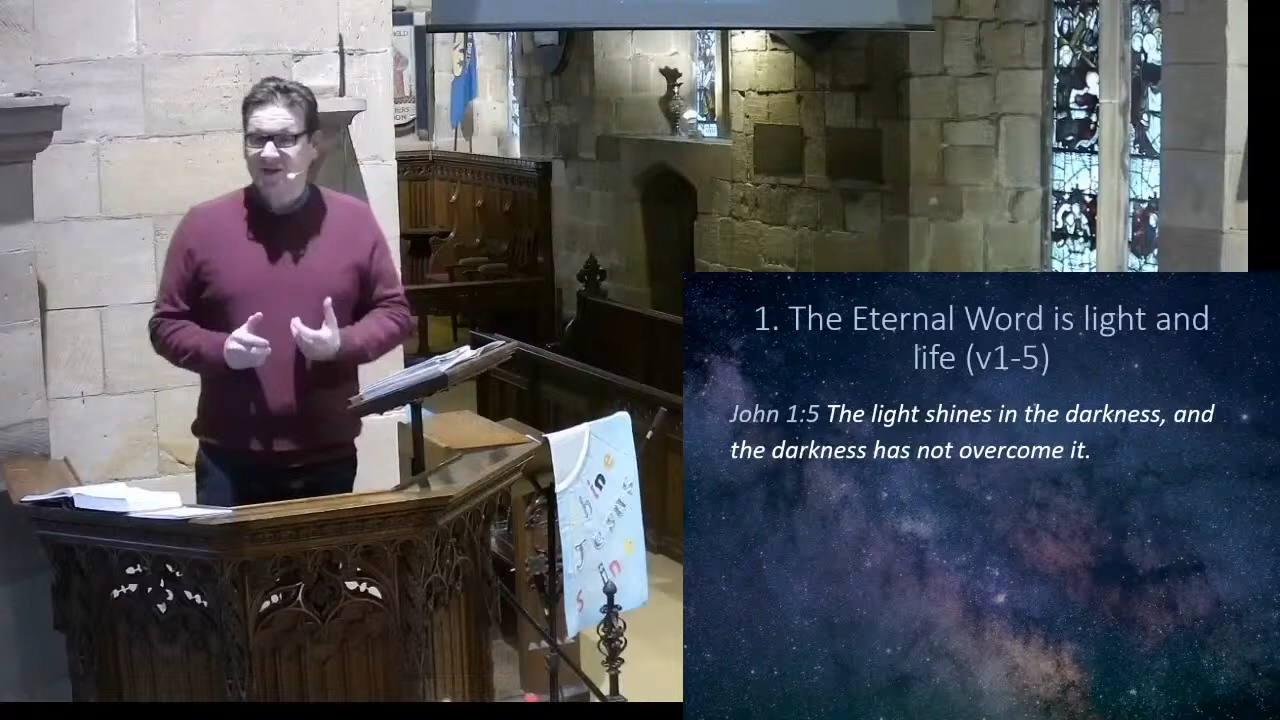 1. The Eternal Word is light and
life (v1-5)
John 1:5 The light shines in the darkness, and
the darkness has not overcome it.
Jesus